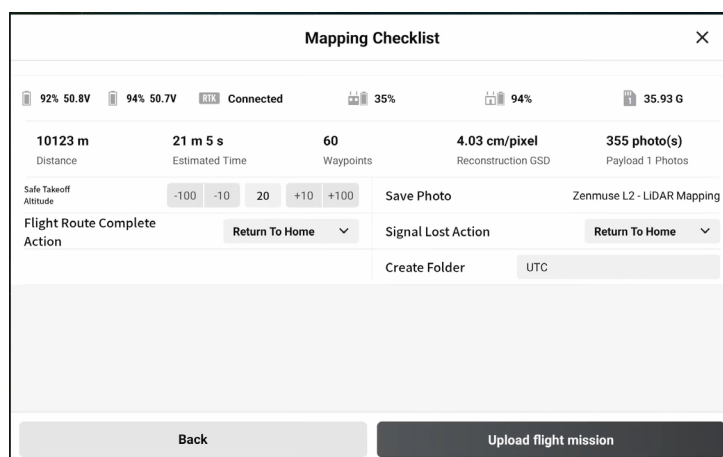 Mapping Checklist
92% 50.8V 94% 50.7V RTK Connected 35% 94% 1 35.93 G
10123 m 21 m 5 s 60 4.03 cm/pixel 355 photo(s)
Distance Estimated Time Waypoints Reconstruction GSD Payload 1 Photos
Safe Takeoff
Altitude
-100 -10 20 +10 +100
Save Photo Zenmuse L2 - LiDAR Mapping
Flight Route Complete
Action
Return To Home
Signal Lost Action Return To Home
Create Folder UTC
Back Upload flight mission